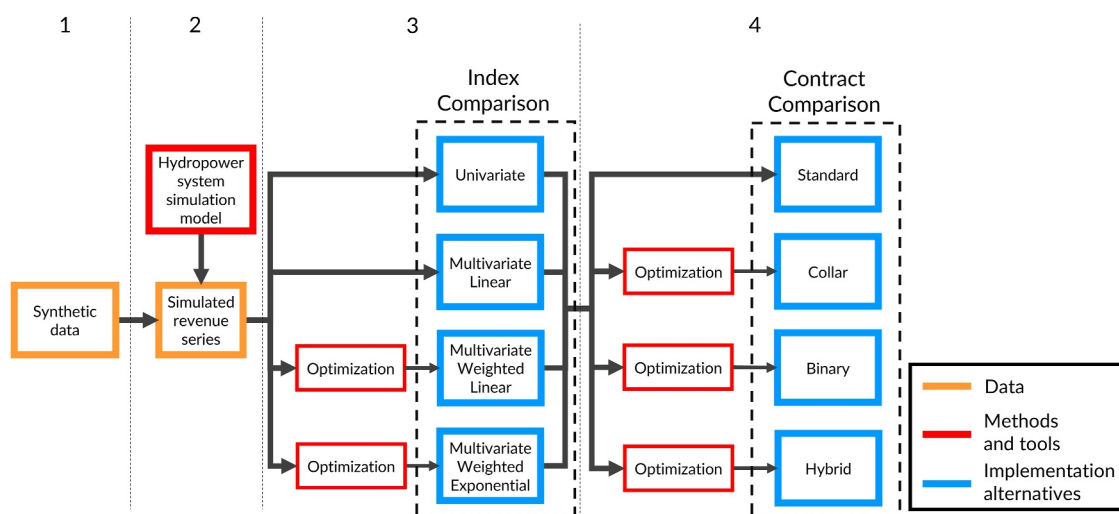 1
2
3
4
Index
Comparison
Contract
Comparison
Hydropower
system
simulation
model
Synthetic
data
Simulated
revenue
series
Univariate
Multivariate
Linear
Optimization
Multivariate
Weighted
Linear
Optimization
Multivariate
Weighted
Exponential
Standard
Optimization
Collar
Optimization
Binary
Optimization
Hybrid
Data
Methods
and tools
Implementation
alternatives